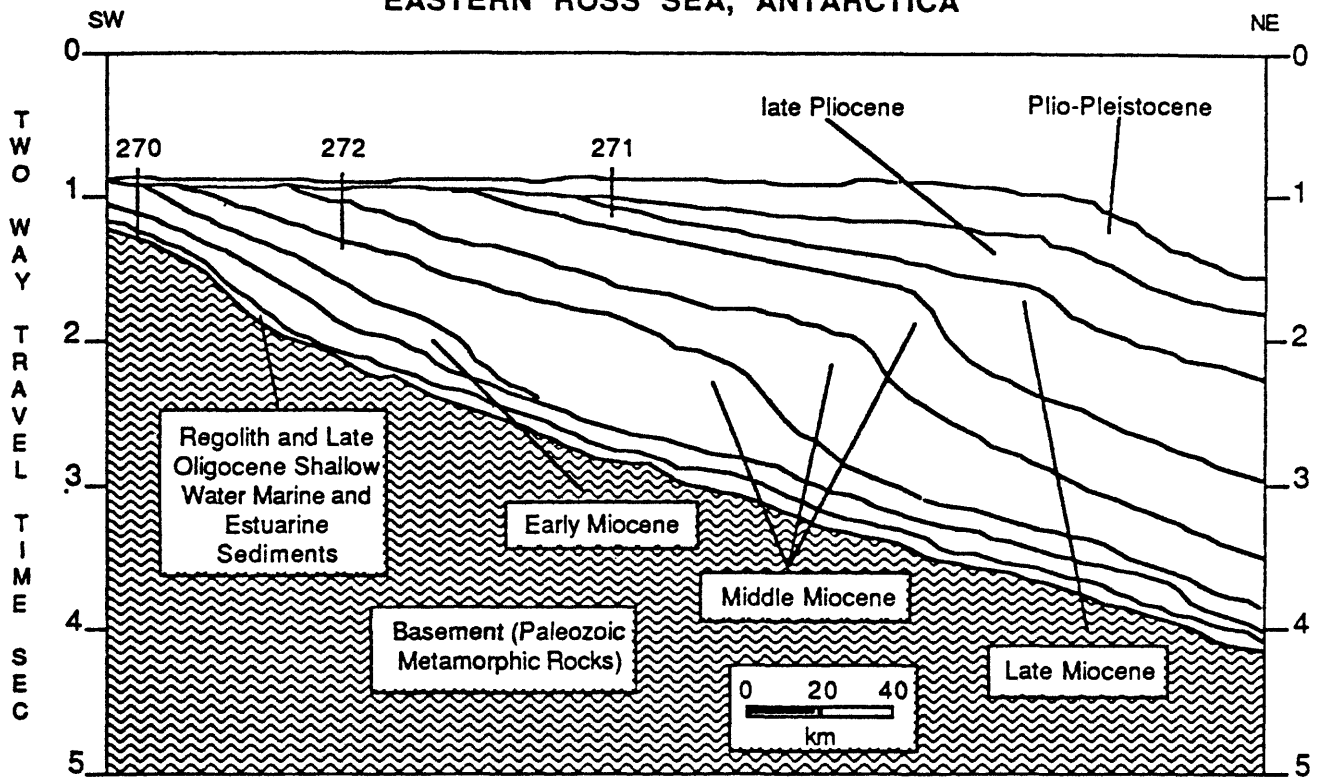 EASTERN ROSS SEA, ANTARCTICA
SW
NE
TWO WAY TRAVEL TIME SEC
0
1
2
3
4
5
0
1
2
3
4
5
270
272
271
late Pliocene
Plio-Pleistocene
Regolith and Late
Oligocene Shallow
Water Marine and
Estuarine
Sediments
Early Miocene
Middle Miocene
Late Miocene
Basement (Paleozoic
Metamorphic Rocks)
0 20 40
km